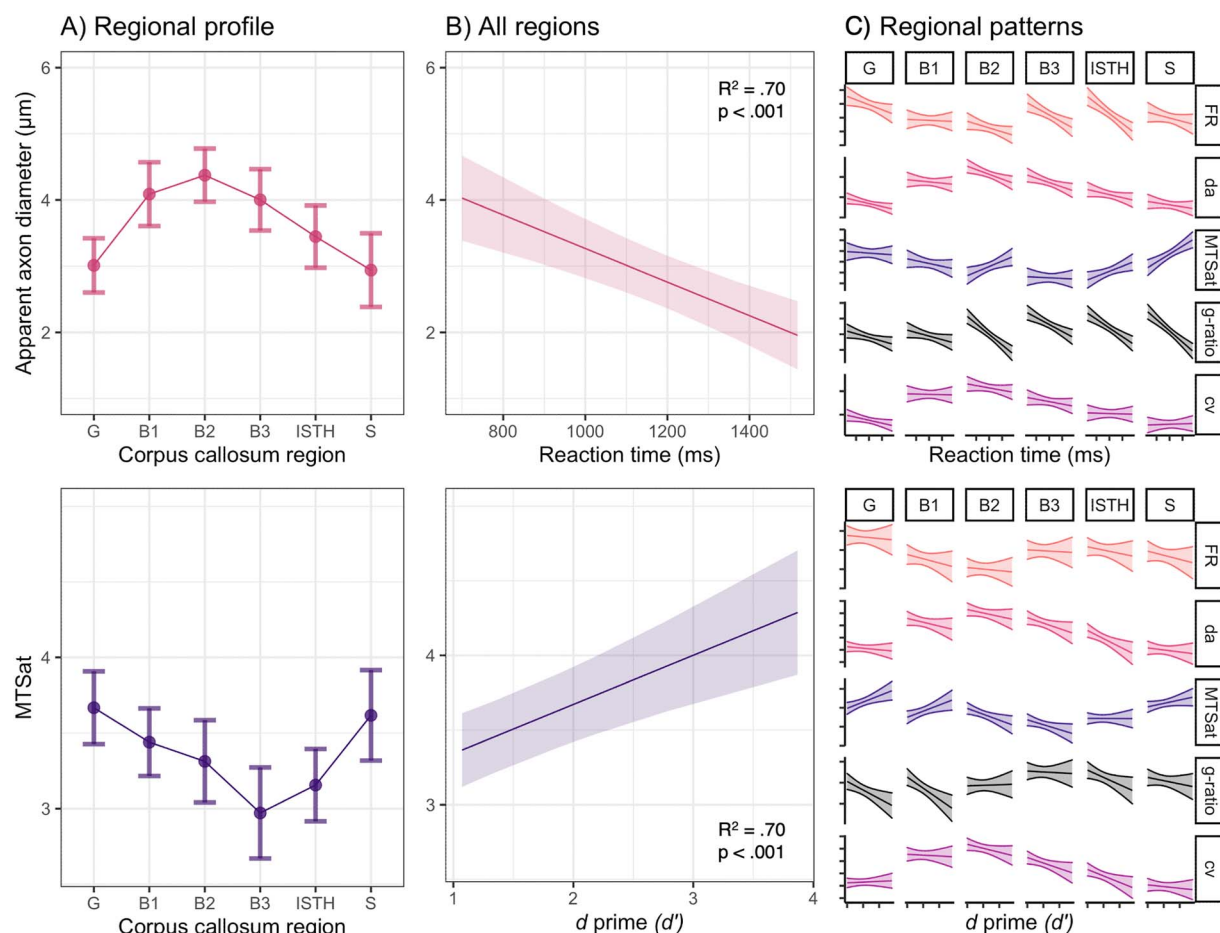 A) Regional profile
B) All regions
C) Regional patterns
Apparent axon diameter (µm)
6
4
2
G B1 B2 B3 ISTH S
Corpus callosum region
6
4
2
R² = .70
p < .001
800 1000 1200 1400
Reaction time (ms)
G B1 B2 B3 ISTH S
FR
da
MTSat
g-ratio
cv
Reaction time (ms)
MTSat
4
3
G B1 B2 B3 ISTH S
Corpus callosum region
4
3
R² = .70
p < .001
1 2 3 4
d prime (d')
G B1 B2 B3 ISTH S
FR
da
MTSat
g-ratio
cv
d prime (d')